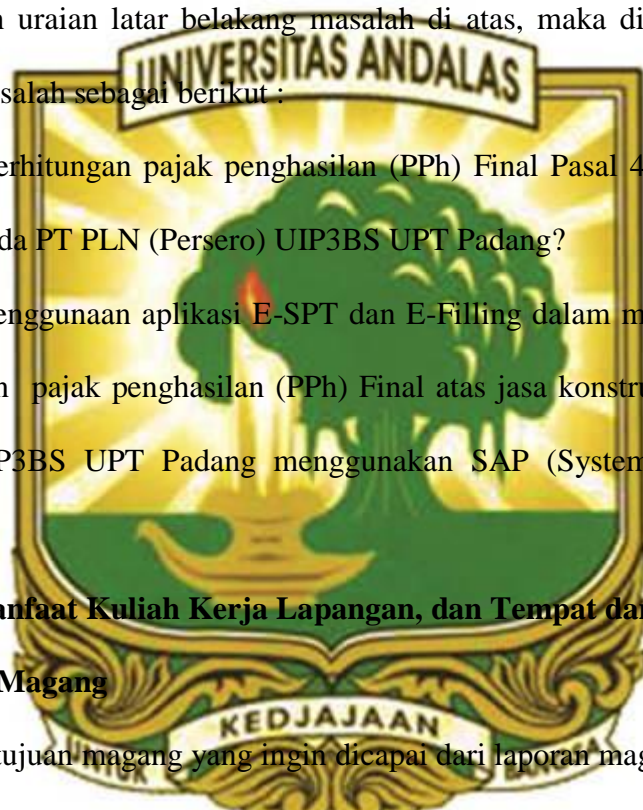 uraian latar belakang masalah di atas, maka di
UNIVERSITAS ANDALAS
salah sebagai berikut :
erhitungan pajak penghasilan (PPh) Final Pasal 4
da PT PLN (Persero) UIP3BS UPT Padang?
enggunaan aplikasi E-SPT dan E-Filling dalam m
n pajak penghasilan (PPh) Final atas jasa konstru
P3BS UPT Padang menggunakan SAP (System
anfaat Kuliah Kerja Lapangan, dan Tempat da
Magang
KEDJAJAAN
UNTUK BANGSA
tujuan magang yang ingin dicapai dari laporan mag